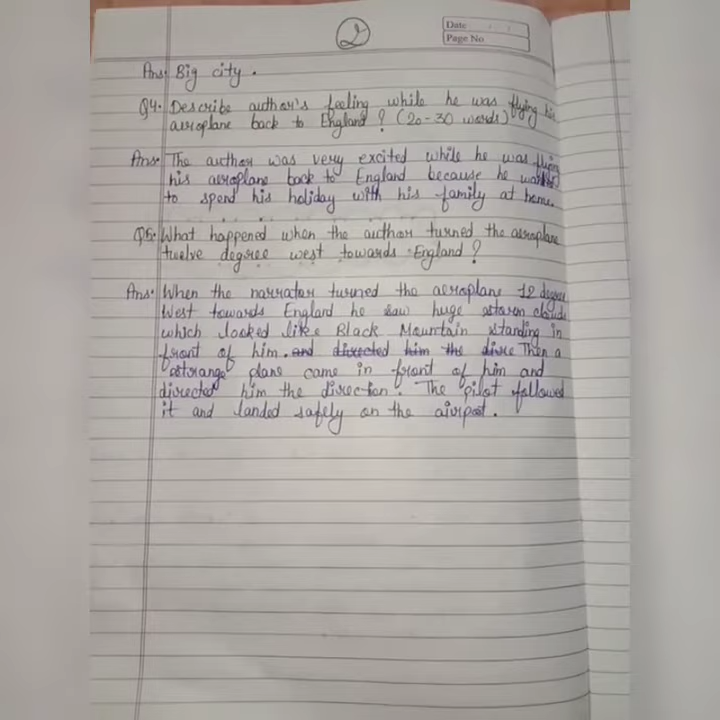 2
Date
Page No
Ans: Big city.
Q4. Describe author's feeling while he was flying his
aeroplane back to England? (20-30 words)
Ans: The author was very excited while he was flying
his aeroplane back to England because he wanted
to spend his holiday with his family at home.
Q5. What happened when the author turned the aeroplane
twelve degree west towards England?
Ans: When the narrator turned the aeroplane 12 degree
West towards England he saw huge storm clouds
which looked like Black Mountain standing in
front of him. and directed him the dire Then a
strange plane came in front of him and
directed him the direction. The pilot followed
it and landed safely on the airport.